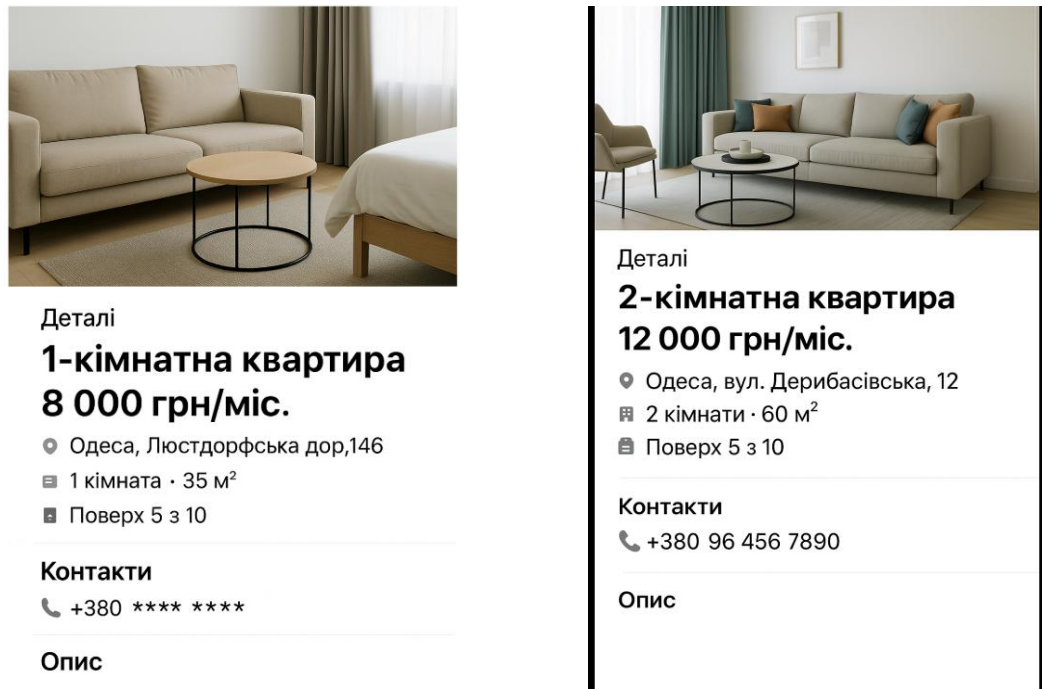 Деталі
1-кімнатна квартира
8 000 грн/міс.
Одеса, Люстдорфська дор,146
1 кімната · 35 м²
Поверх 5 з 10
Контакти
+380 **** ****
Опис
Деталі
2-кімнатна квартира
12 000 грн/міс.
Одеса, вул. Дерибасівська, 12
2 кімнати · 60 м²
Поверх 5 з 10
Контакти
+380 96 456 7890
Опис